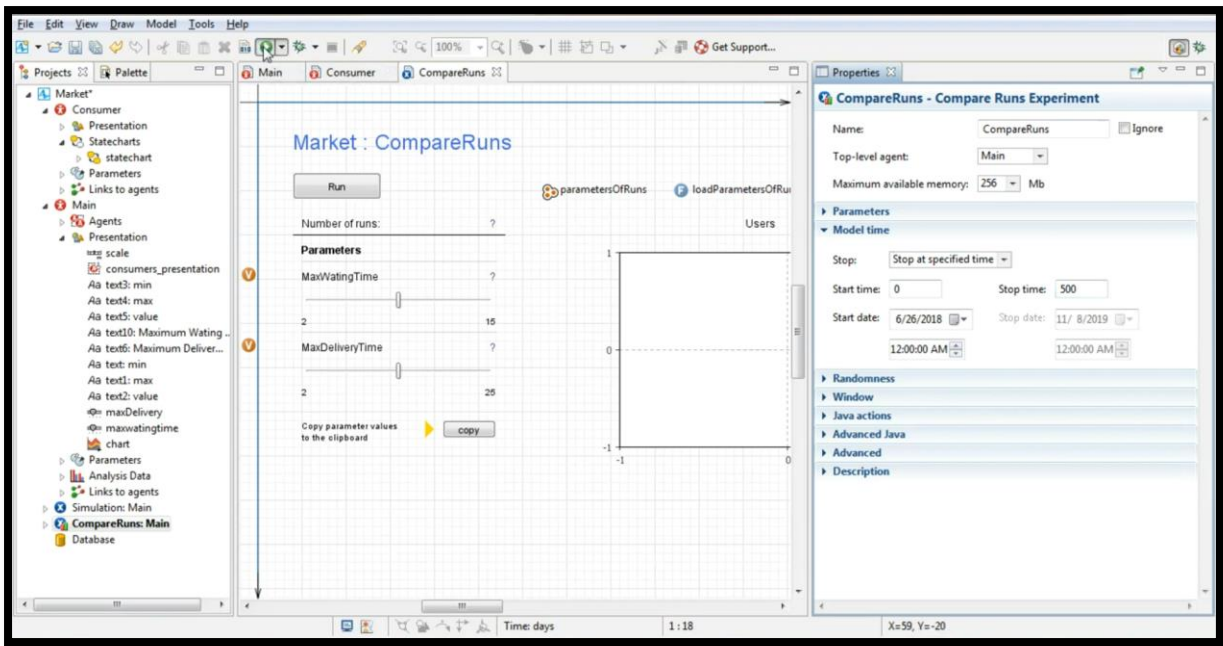 File Edit View Draw Model Tools Help
100% Get Support...
Projects Palette
Main Consumer CompareRuns
Properties
Market*
Consumer
Presentation
Statecharts
statechart
Parameters
Links to agents
Main
Agents
Presentation
scale
consumers_presentation
Aa text3: min
Aa text4: max
Aa text5: value
Aa text10: Maximum Wating ..
Aa text6: Maximum Deliver...
Aa text: min
Aa text1: max
Aa text2: value
maxDelivery
maxwatingtime
chart
Parameters
Analysis Data
Links to agents
Simulation: Main
CompareRuns: Main
Database
Market : CompareRuns
Run
parametersOfRuns
F loadParametersOfRu
Number of runs: ?
Users
Parameters
V MaxWatingTime ?
2 15
V MaxDeliveryTime ?
2 25
Copy parameter values
to the clipboard
copy
1
0
-1
-1 0
CompareRuns - Compare Runs Experiment
Name: CompareRuns Ignore
Top-level agent: Main
Maximum available memory: 256 Mb
Parameters
Model time
Stop: Stop at specified time
Start time: 0 Stop time: 500
Start date: 6/26/2018 Stop date: 11/ 8/2019
12:00:00 AM 12:00:00 AM
Randomness
Window
Java actions
Advanced Java
Advanced
Description
Time: days 1:18 X=59, Y=-20